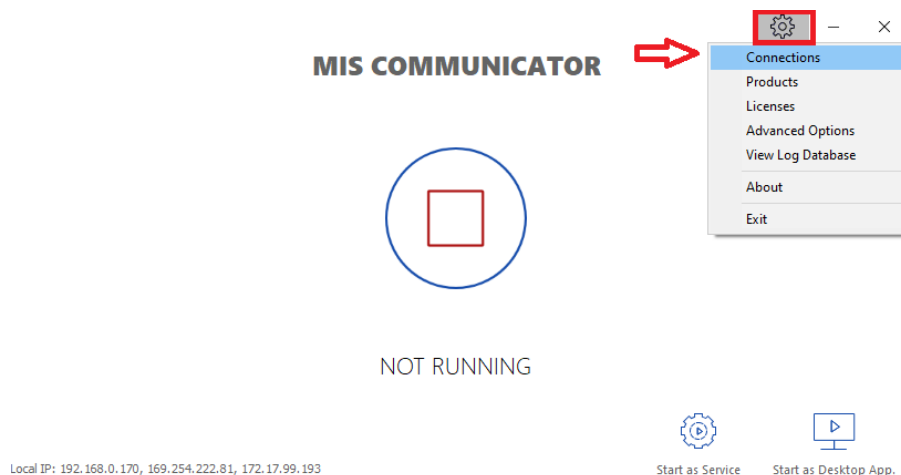 MIS COMMUNICATOR
Connections
Products
Licenses
Advanced Options
View Log Database
About
Exit
NOT RUNNING
Local IP: 192.168.0.170, 169.254.222.81, 172.17.99.193
Start as Service
Start as Desktop App.